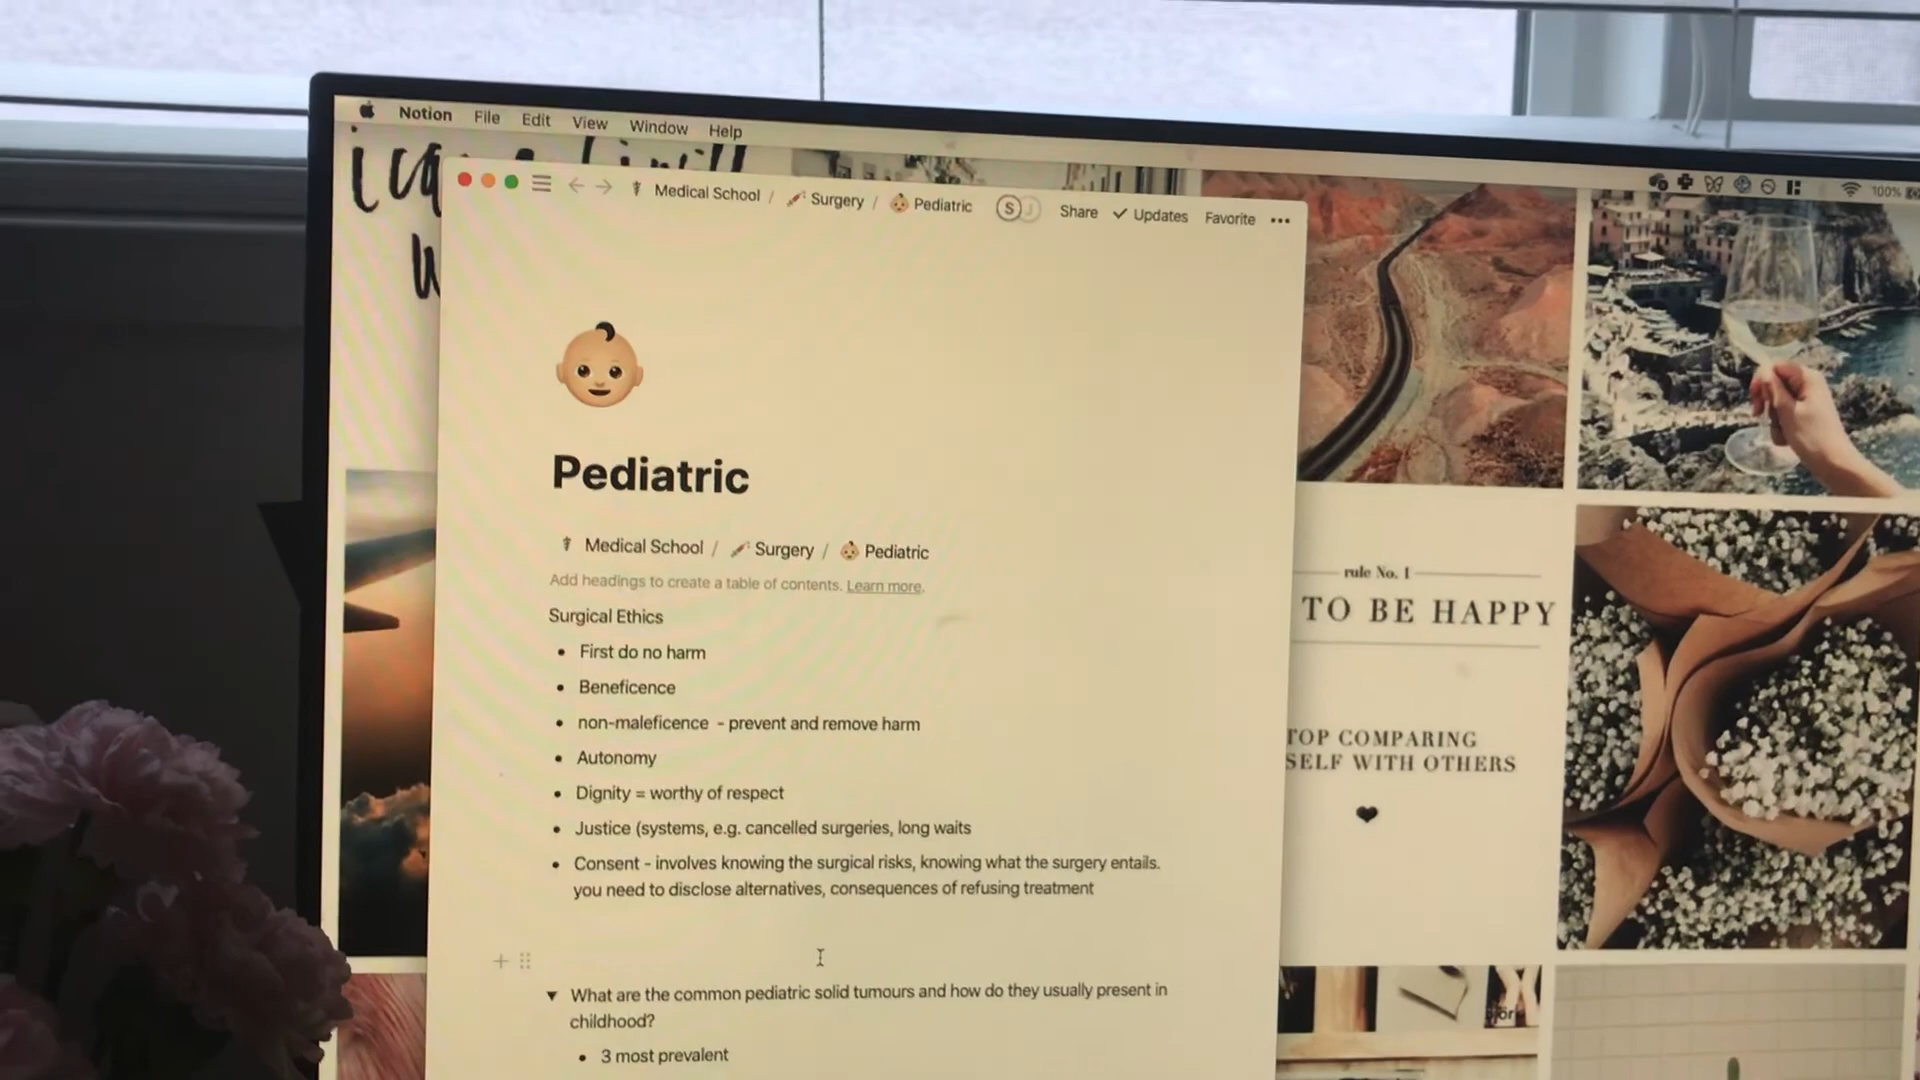 Notion File Edit View Window Help
100%
Medical School / Surgery / Pediatric S J Share Updates Favorite
Pediatric
Medical School / Surgery / Pediatric
Add headings to create a table of contents. Learn more.
Surgical Ethics
First do no harm
Beneficence
non-maleficence - prevent and remove harm
Autonomy
Dignity = worthy of respect
Justice (systems, e.g. cancelled surgeries, long waits
Consent - involves knowing the surgical risks, knowing what the surgery entails.
you need to disclose alternatives, consequences of refusing treatment
What are the common pediatric solid tumours and how do they usually present in
childhood?
3 most prevalent
rule No. 1
TO BE HAPPY
TOP COMPARING
SELF WITH OTHERS